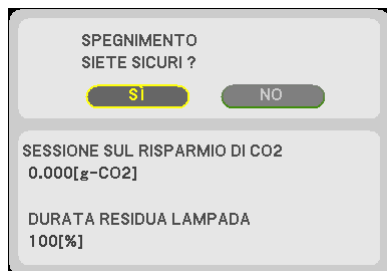 SPEGNIMENTO
SIETE SICURI ?
SÌ NO
SESSIONE SUL RISPARMIO DI CO2
0.000[g-CO2]
DURATA RESIDUA LAMPADA
100[%]